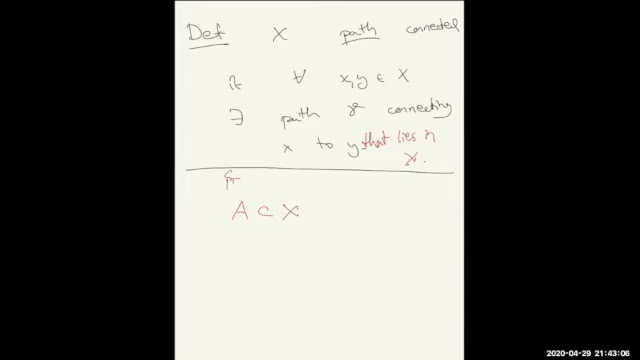 Def X path connected
if ∀ x, y ∈ X
∃ path γ connecting
x to y. that lies in
X.
A ⊂ X
2020-04-29 21:43:06